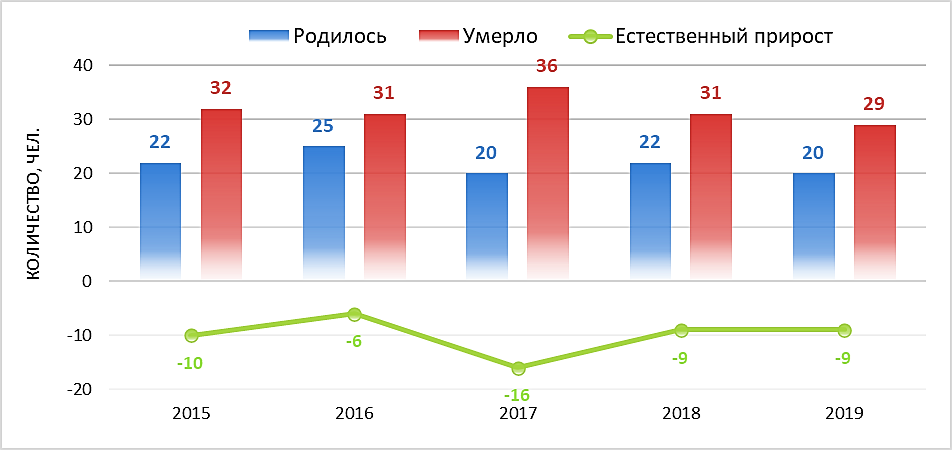 Родилось Умерло Естественный прирост
КОЛИЧЕСТВО, ЧЕЛ.
40
30
20
10
0
-10
-20
22 32 25 31 20 36 22 31 20 29
-10 -6 -16 -9 -9
2015 2016 2017 2018 2019